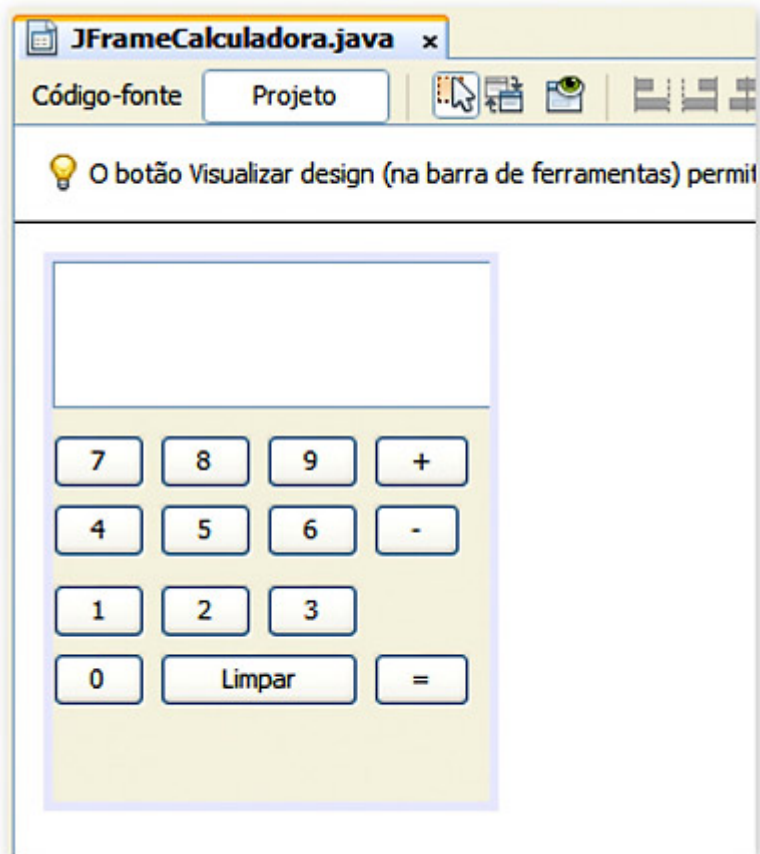 JFrameCalculadora.java x
Código-fonte Projeto
O botão Visualizar design (na barra de ferramentas) permit
7 8 9 +
4 5 6 -
1 2 3
0 Limpar =